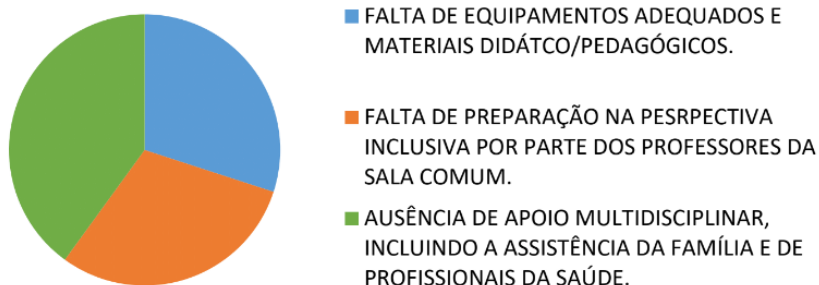 FALTA DE EQUIPAMENTOS ADEQUADOS E
MATERIAIS DIDÁTCO/PEDAGÓGICOS.
FALTA DE PREPARAÇÃO NA PESRPECTIVA
INCLUSIVA POR PARTE DOS PROFESSORES DA
SALA COMUM.
AUSÊNCIA DE APOIO MULTIDISCIPLINAR,
INCLUINDO A ASSISTÊNCIA DA FAMÍLIA E DE
PROFISSIONAIS DA SAÚDE.